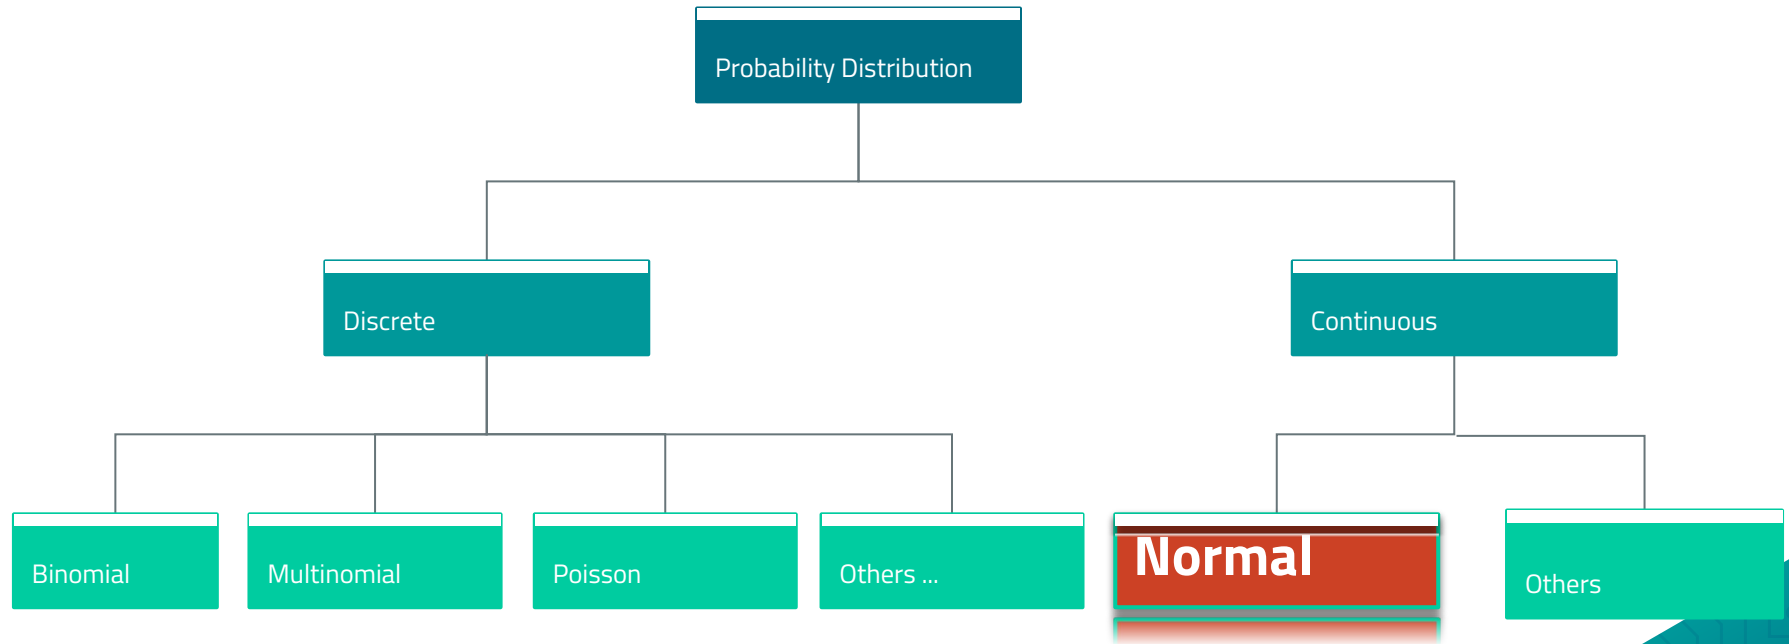 Probability Distribution
Discrete
Continuous
Binomial
Multinomial
Poisson
Others ...
Normal
Others